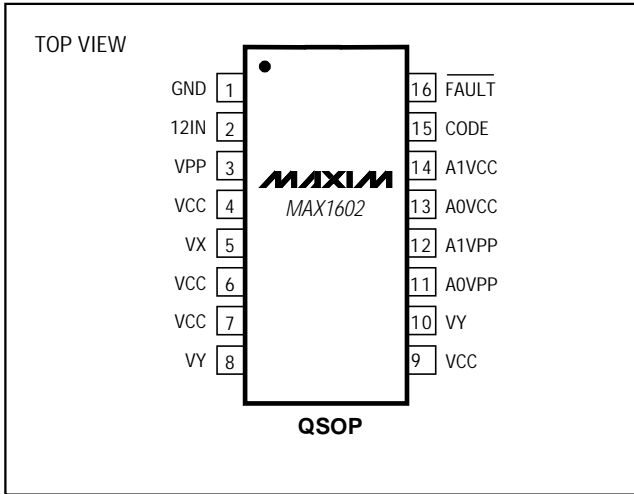 TOP VIEW
GND 1
12IN 2
VPP 3
VCC 4
VX 5
VCC 6
VCC 7
VY 8
MAXIM
MAX1602
16 FAULT
15 CODE
14 A1VCC
13 A0VCC
12 A1VPP
11 A0VPP
10 VY
9 VCC
QSOP